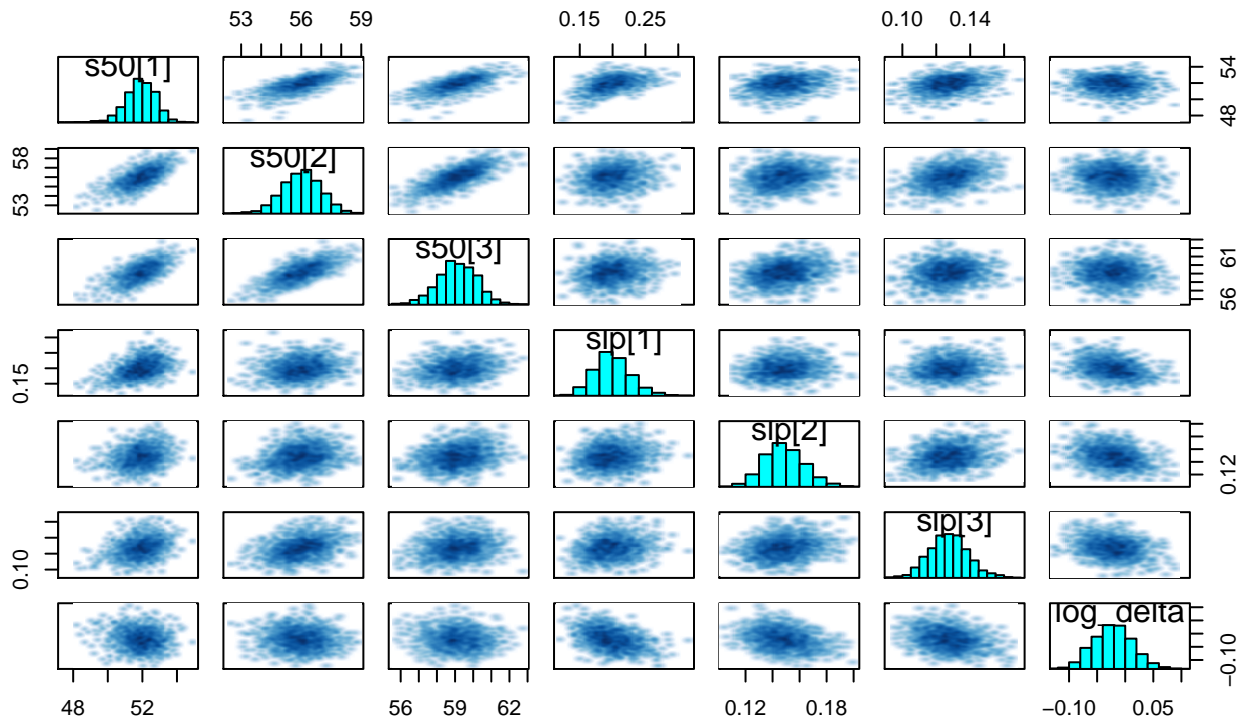 53 56 59 0.15 0.25 0.10 0.14
s50[1]
48 54
53 58
s50[2]
s50[3]
56 61
0.15
slp[1]
slp[2]
0.12
0.10
slp[3]
log_delta
−0.10
48 52 56 59 62 0.12 0.18 −0.10 0.05